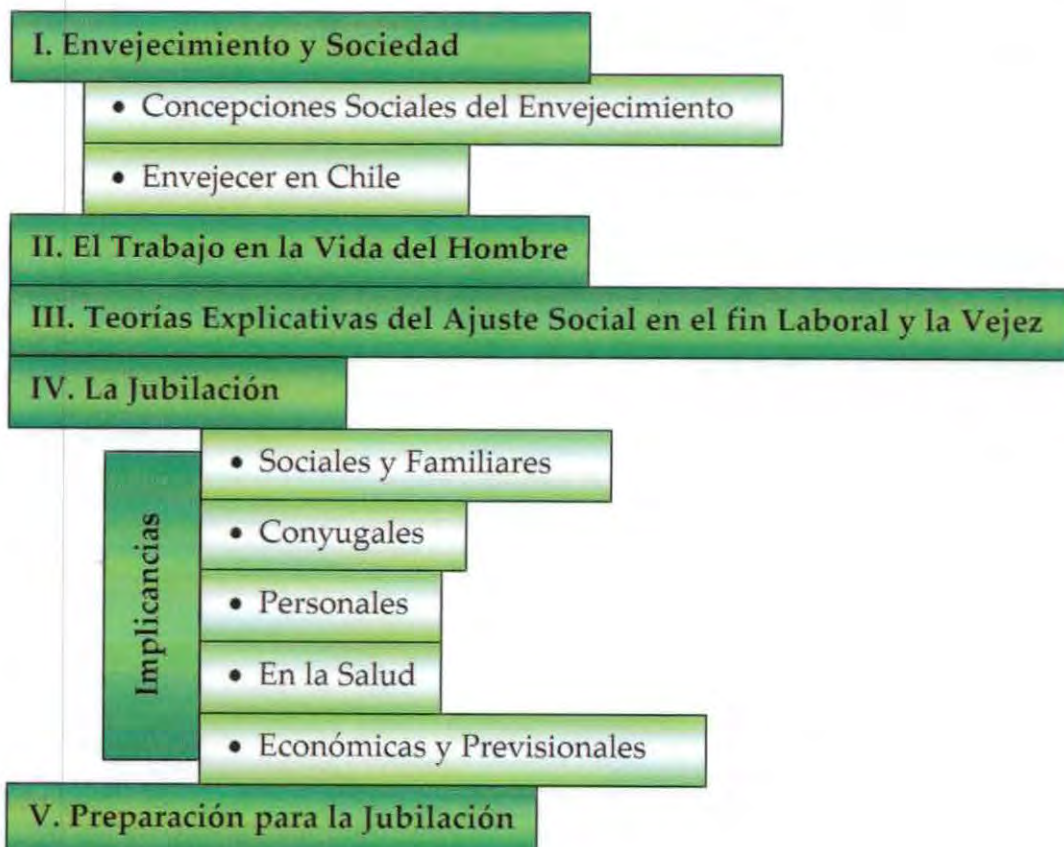 I. Envejecimiento y Sociedad
• Concepciones Sociales del Envejecimiento
• Envejecer en Chile
II. El Trabajo en la Vida del Hombre
III. Teorías Explicativas del Ajuste Social en el fin Laboral y la Vejez
IV. La Jubilación
Implicancias
• Sociales y Familiares
• Conyugales
• Personales
• En la Salud
• Económicas y Previsionales
V. Preparación para la Jubilación